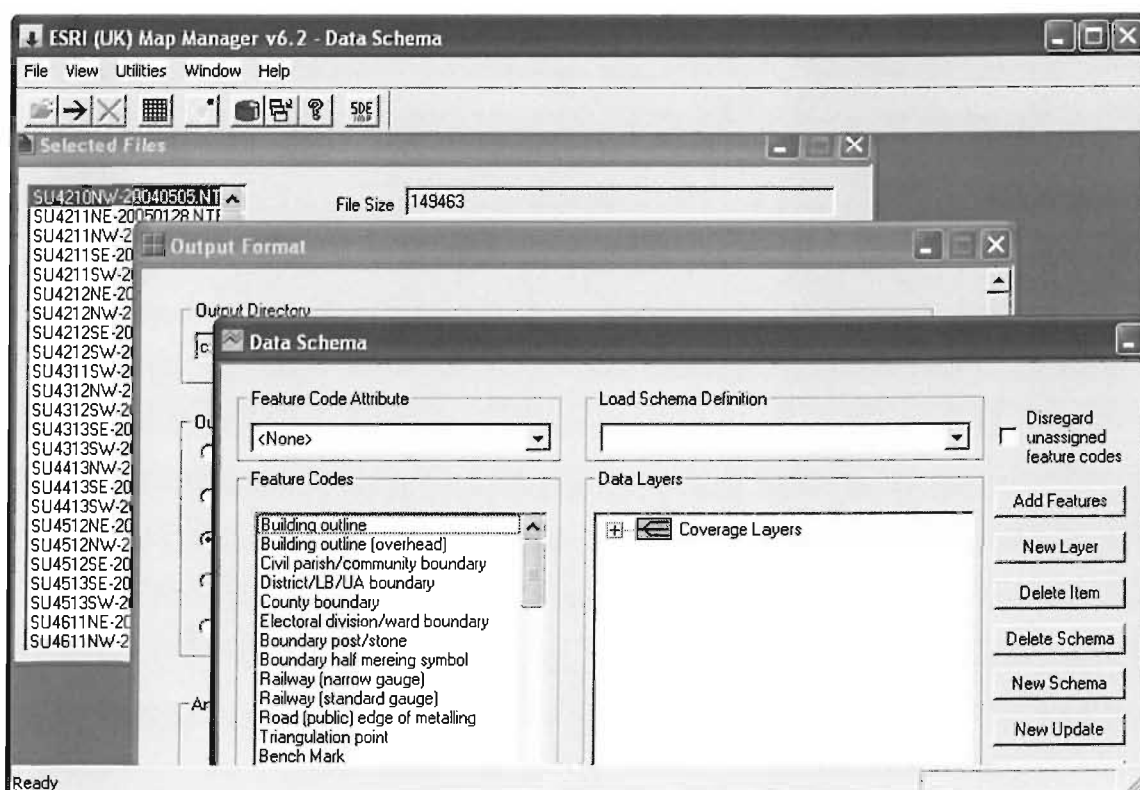 ESRI (UK) Map Manager v6.2 - Data Schema
File View Utilities Window Help
SDE
Selected Files
SU4210NW-20040505.NT
SU4211NE-20050128.NTF
SU4211NW-2
SU4211SE-20
SU4211SW-2
SU4212NE-20
SU4212NW-2
SU4212SE-20
SU4212SW-2
SU4311SW-2
SU4312NW-2
SU4312SW-2
SU4313SE-20
SU4313SW-2
SU4413NW-2
SU4413SE-20
SU4413SW-2
SU4512NE-20
SU4512NW-2
SU4512SE-20
SU4513SE-20
SU4513SW-2
SU4611NE-20
SU4611NW-2
File Size 149463
Output Format
Output Directory
c
Ou
Ar
Data Schema
Feature Code Attribute
<None>
Load Schema Definition
Disregard
unassigned
feature codes
Feature Codes
Building outline
Building outline (overhead)
Civil parish/community boundary
District/LB/UA boundary
County boundary
Electoral division/ward boundary
Boundary post/stone
Boundary half mereing symbol
Railway (narrow gauge)
Railway (standard gauge)
Road (public) edge of metalling
Triangulation point
Bench Mark
Data Layers
Coverage Layers
Add Features
New Layer
Delete Item
Delete Schema
New Schema
New Update
Ready